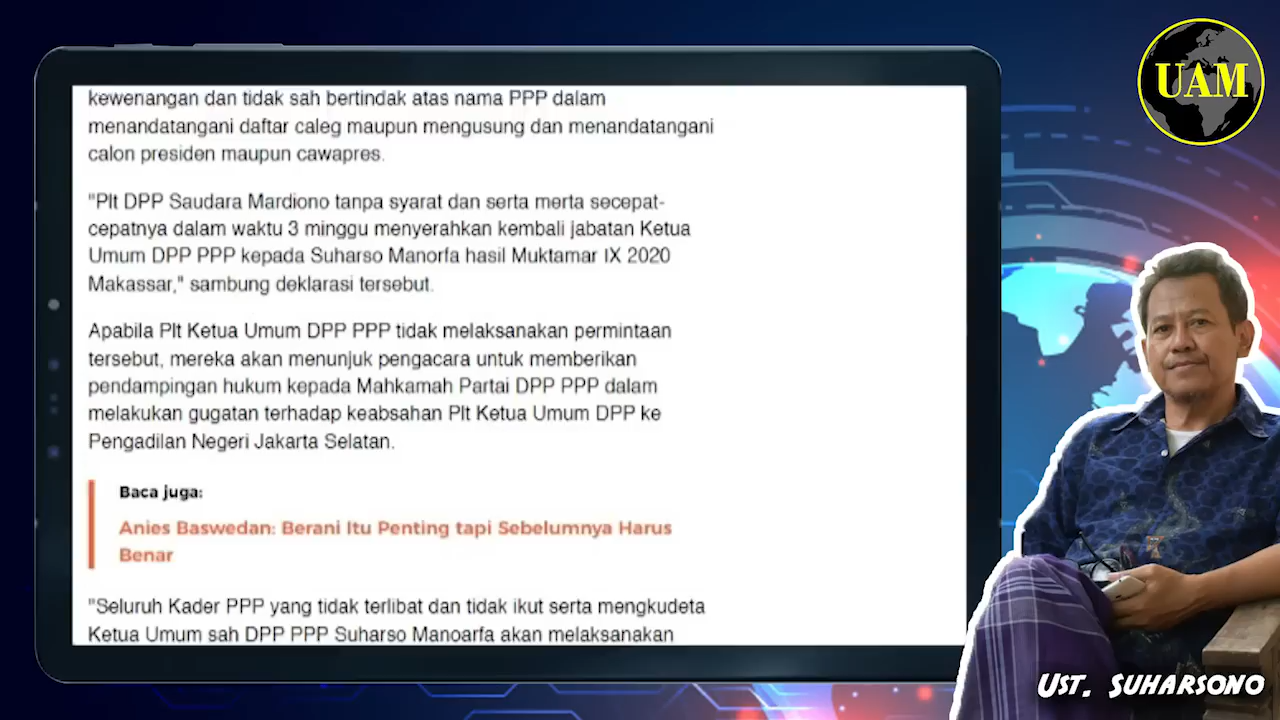 kewenangan dan tidak sah bertindak atas nama PPP dalam
menandatangani daftar caleg maupun mengusung dan menandatangani
calon presiden maupun cawapres.
"Plt DPP Saudara Mardiono tanpa syarat dan serta merta secepat-
cepatnya dalam waktu 3 minggu menyerahkan kembali jabatan Ketua
Umum DPP PPP kepada Suharso Manorfa hasil Muktamar IX 2020
Makassar," sambung deklarasi tersebut.
Apabila Plt Ketua Umum DPP PPP tidak melaksanakan permintaan
tersebut, mereka akan menunjuk pengacara untuk memberikan
pendampingan hukum kepada Mahkamah Partai DPP PPP dalam
melakukan gugatan terhadap keabsahan Plt Ketua Umum DPP ke
Pengadilan Negeri Jakarta Selatan.
Baca juga:
Anies Baswedan: Berani Itu Penting tapi Sebelumnya Harus
Benar
"Seluruh Kader PPP yang tidak terlibat dan tidak ikut serta mengkudeta
Ketua Umum sah DPP PPP Suharso Manoarfa akan melaksanakan
UAM
UST. SUHARSONO